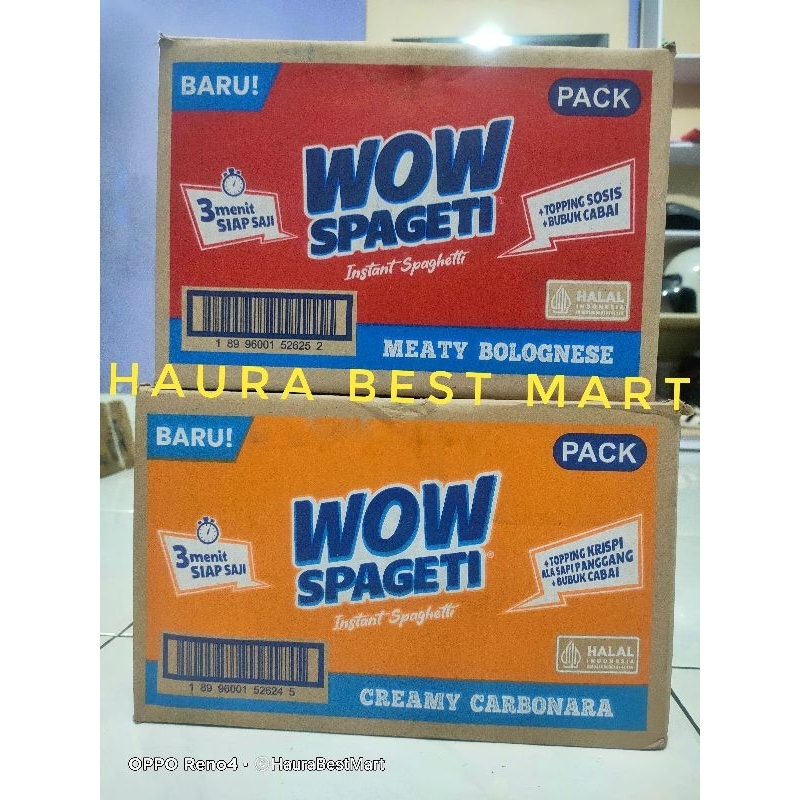 BARU!
PACK
WOW
SPAGETI
Instant Spaghetti
3 menit
SIAP SAJI
+TOPPING SOSIS
+BUBUK CABAI
HALAL
INDONESIA
1 89 96001 52625 2
MEATY BOLOGNESE
HAURA BEST MART
BARU!
PACK
WOW
SPAGETI®
Instant Spaghetti
3 menit
SIAP SAJI
+TOPPING KRISPI
ALA SAPI PANGGANG
+BUBUK CABAI
HALAL
INDONESIA
1 89 96001 52624 5
CREAMY CARBONARA
OPPO Reno4 · © HauraBestMart